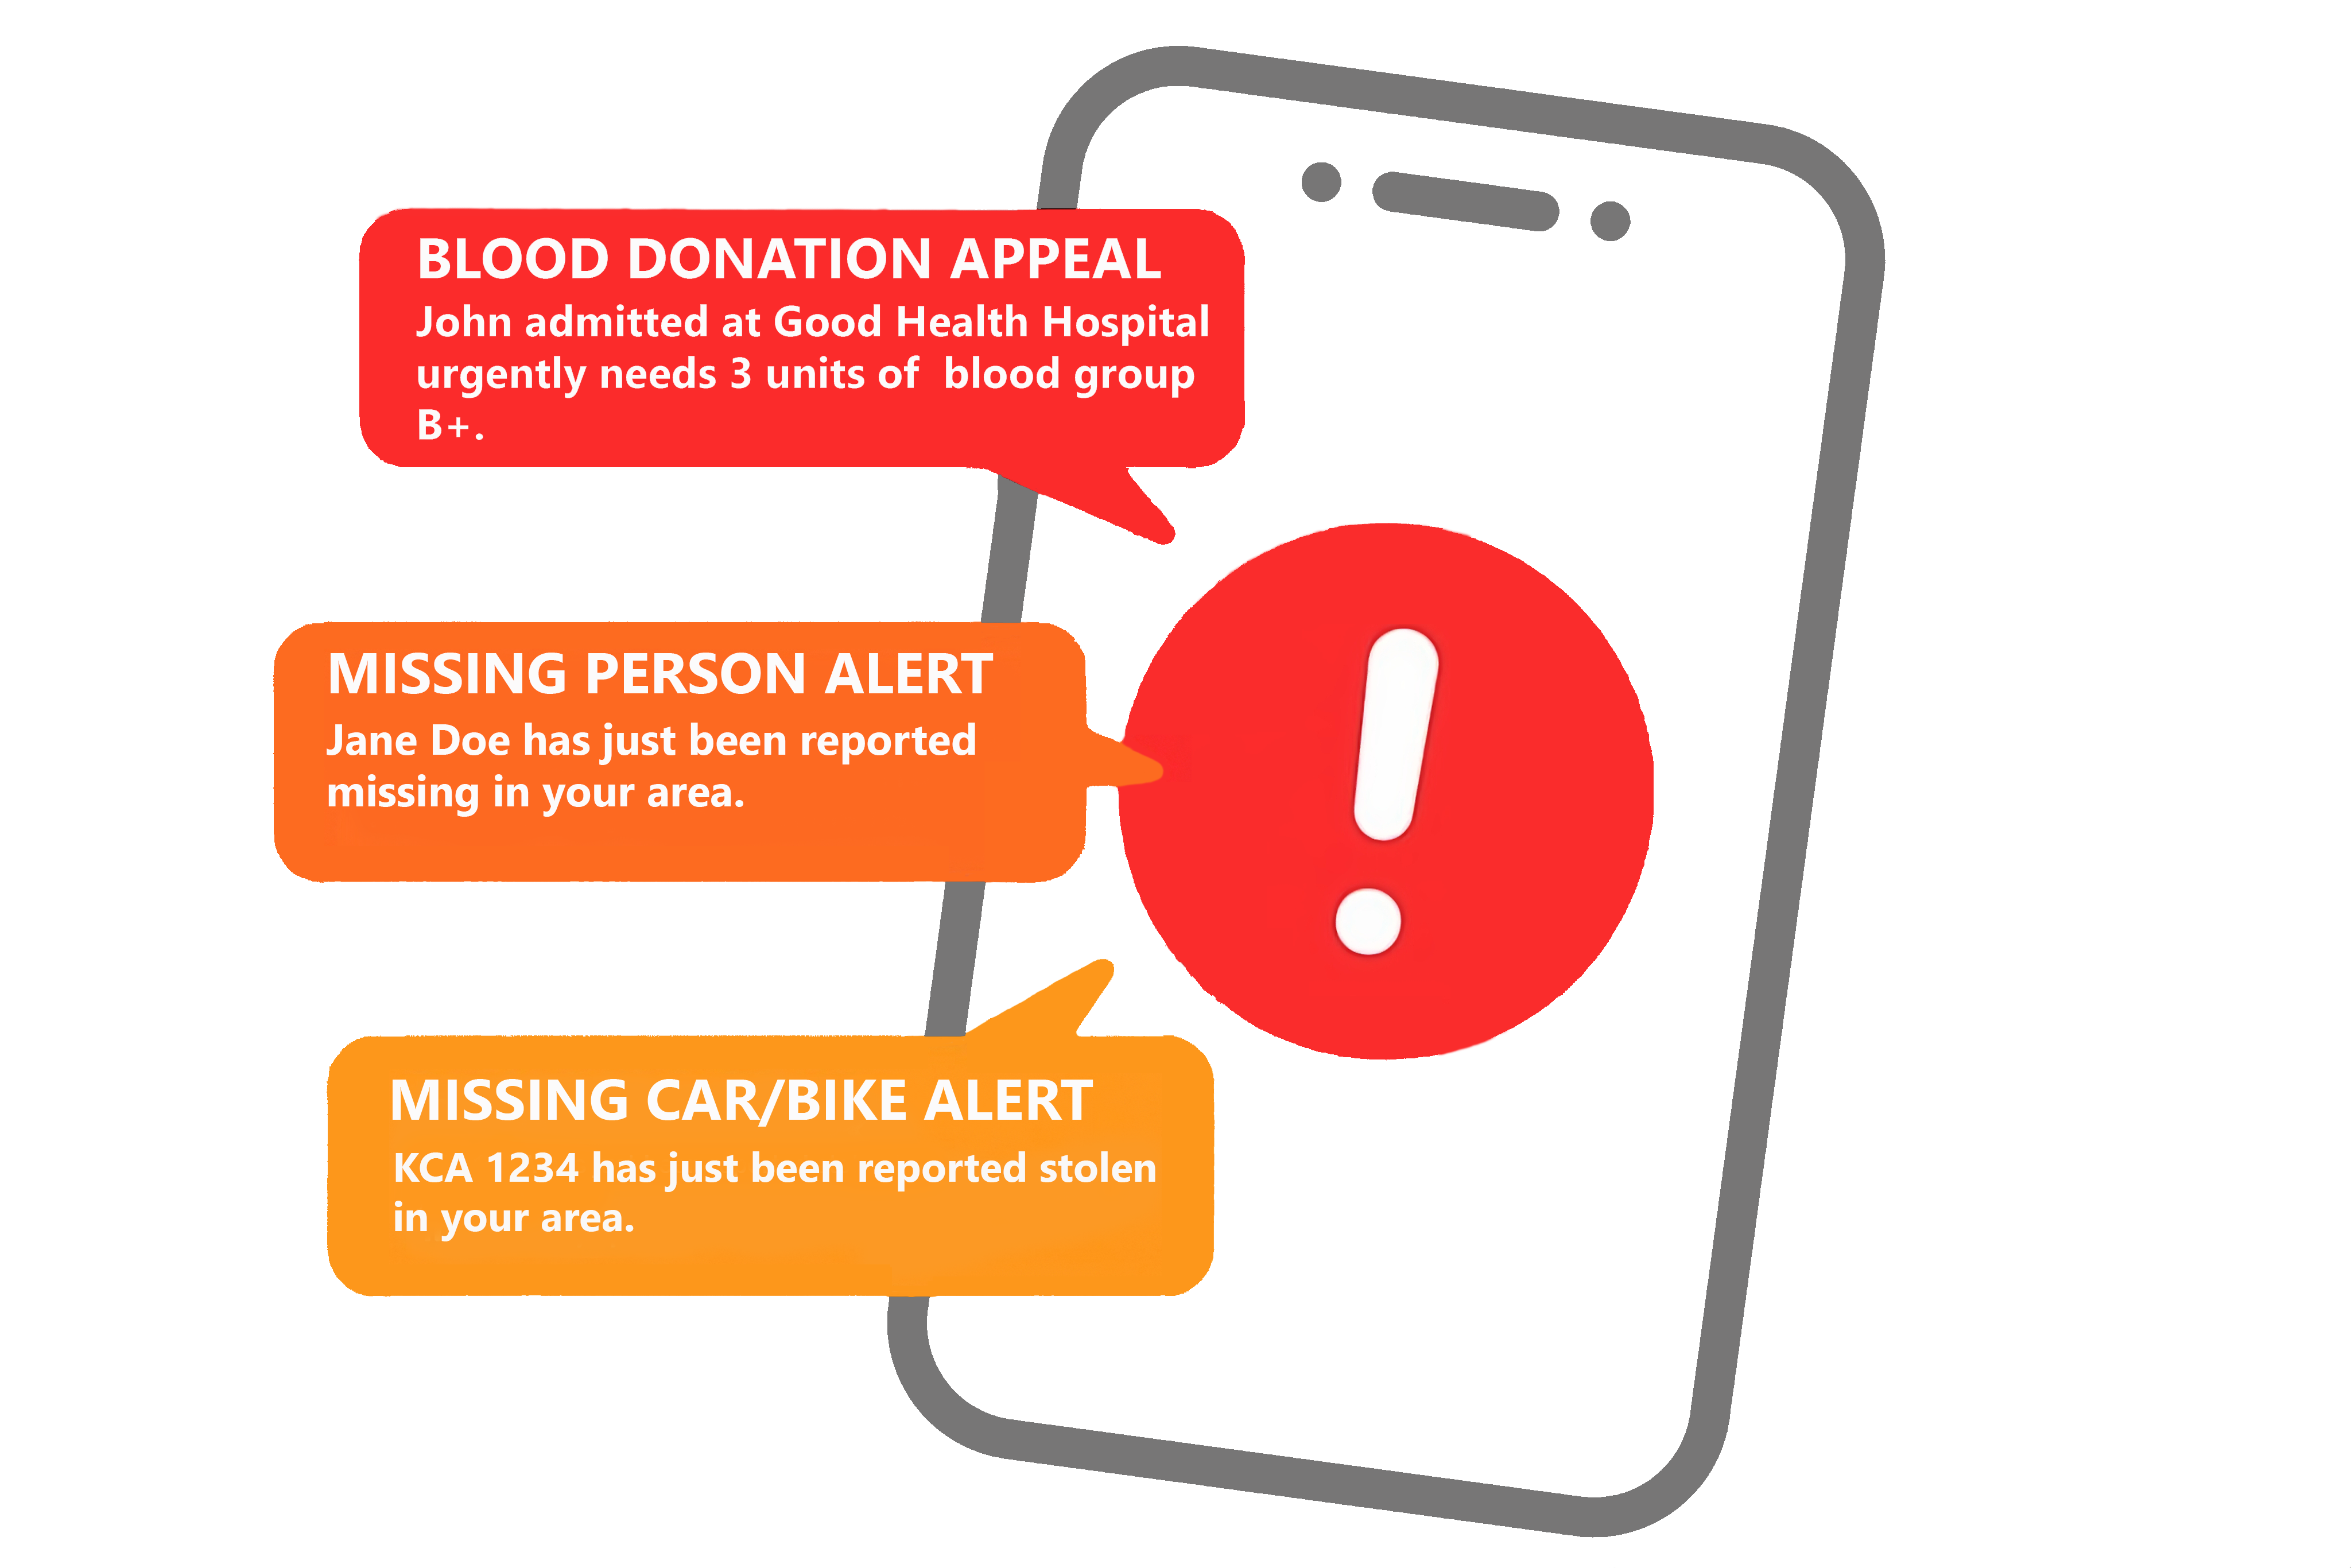 BLOOD DONATION APPEAL
John admitted at Good Health Hospital
urgently needs 3 units of  blood group
B+.
MISSING PERSON ALERT
Jane Doe has just been reported
missing in your area.
MISSING CAR/BIKE ALERT
KCA 1234 has just been reported stolen
in your area.